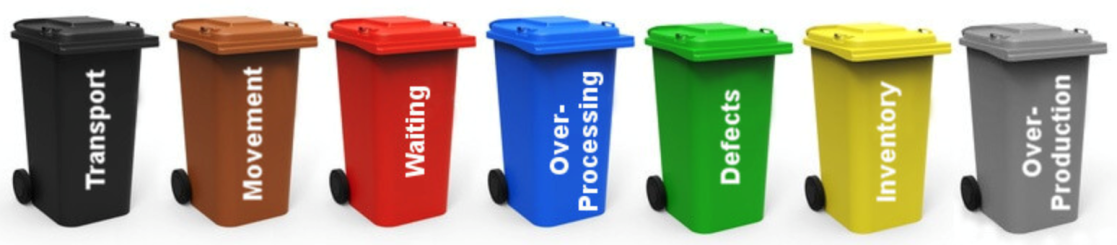 Transport
Movement
Waiting
Over-
Processing
Defects
Inventory
Over-
Production